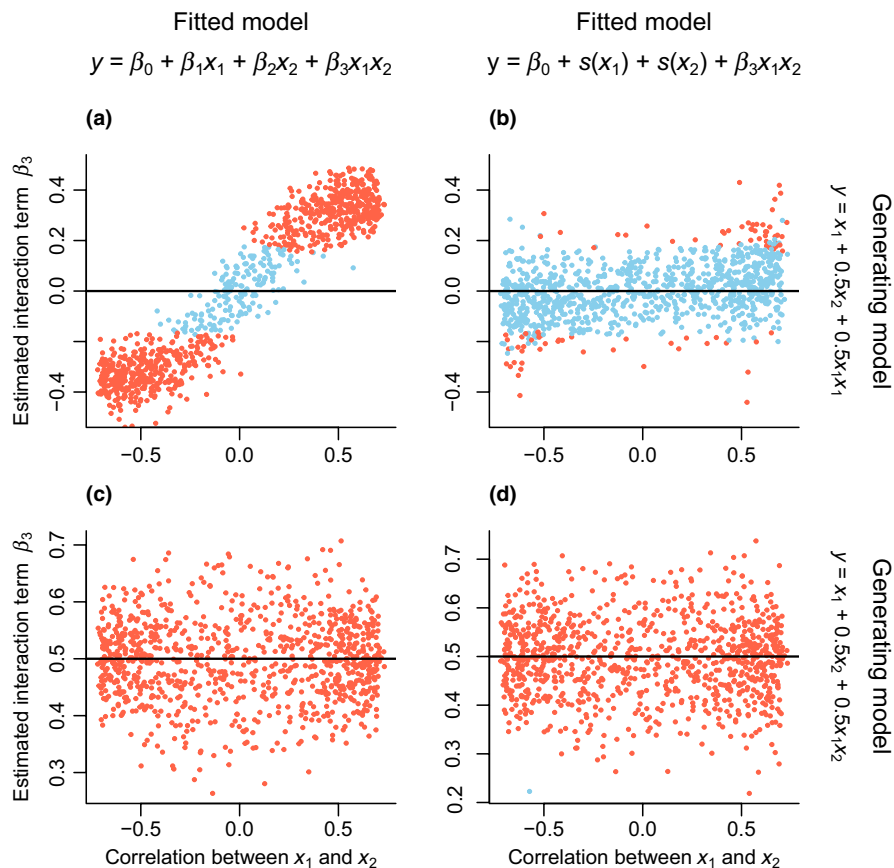 Fitted model
y = β₀ + β₁x₁ + β₂x₂ + β₃x₁x₂
Fitted model
y = β₀ + s(x₁) + s(x₂) + β₃x₁x₂
(a)
Estimated interaction term β₃
0.4
0.2
0.0
−0.4
−0.5
0.0
0.5
(b)
0.4
0.2
0.0
−0.4
−0.5
0.0
0.5
Generating model
y = x₁ + 0.5x₂ + 0.5x₁x₁
(c)
Estimated interaction term β₃
0.7
0.6
0.5
0.4
0.3
−0.5
0.0
0.5
Correlation between x₁ and x₂
(d)
0.7
0.6
0.5
0.4
0.3
0.2
−0.5
0.0
0.5
Correlation between x₁ and x₂
Generating model
y = x₁ + 0.5x₂ + 0.5x₁x₂